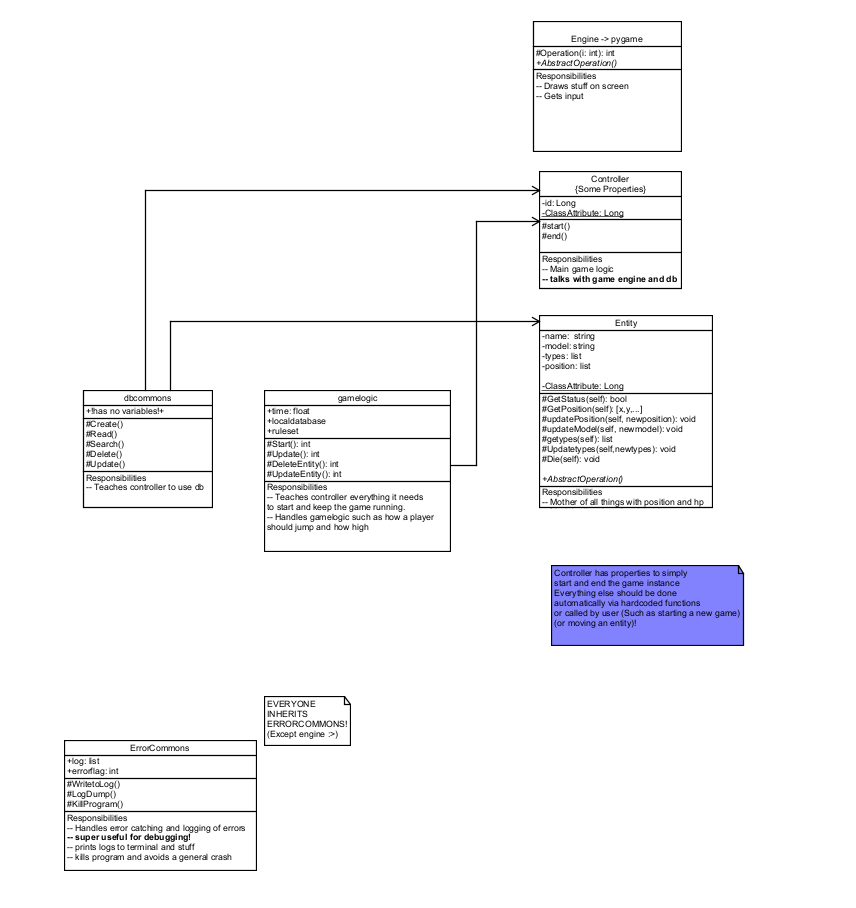 Engine -> pygame
#Operation(i: int): int
+AbstractOperation()
Responsibilities
-- Draws stuff on screen
-- Gets input
Controller
{Some Properties}
-id: Long
-ClassAttribute: Long
#start()
#end()
Responsibilities
-- Main game logic
-- talks with game engine and db
Entity
-name:  string
-model: string
-types: list
-position: list
-ClassAttribute: Long
#GetStatus(self): bool
#GetPosition(self): [x,y,...]
#updatePosition(self, newposition): void
#updateModel(self, newmodel): void
#getypes(self): list
#Updatetypes(self,newtypes): void
#Die(self): void
+AbstractOperation()
Responsibilities
-- Mother of all things with position and hp
dbcommons
+!has no variables!+
#Create()
#Read()
#Search()
#Delete()
#Update()
Responsibilities
-- Teaches controller to use db
gamelogic
+time: float
+localdatabase
+ruleset
#Start(): int
#Update(): int
#DeleteEntity(): int
#UpdateEntity(): int
Responsibilities
-- Teaches controller everything it needs
to start and keep the game running.
-- Handles gamelogic such as how a player
should jump and how high
Controller has properties to simply
start and end the game instance
Everything else should be done
automatically via hardcoded functions
or called by user (Such as starting a new game)
(or moving an entity)!
EVERYONE
INHERITS
ERRORCOMMONS!
(Except engine :>)
ErrorCommons
+log: list
+errorflag: int
#WritetoLog()
#LogDump()
#KillProgram()
Responsibilities
-- Handles error catching and logging of errors
-- super useful for debugging!
-- prints logs to terminal and stuff
-- kills program and avoids a general crash